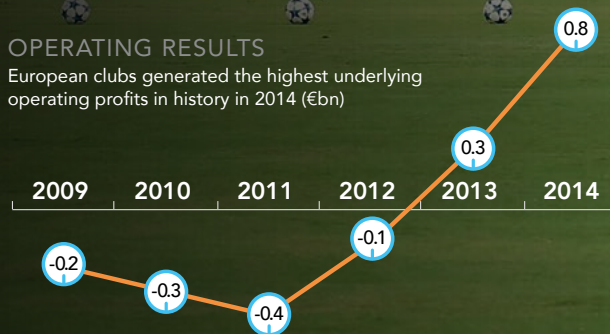 OPERATING RESULTS
European clubs generated the highest underlying
operating profits in history in 2014 (€bn)
0.8
0.3
2009 2010 2011 2012 2013 2014
-0.1
-0.2
-0.3
-0.4